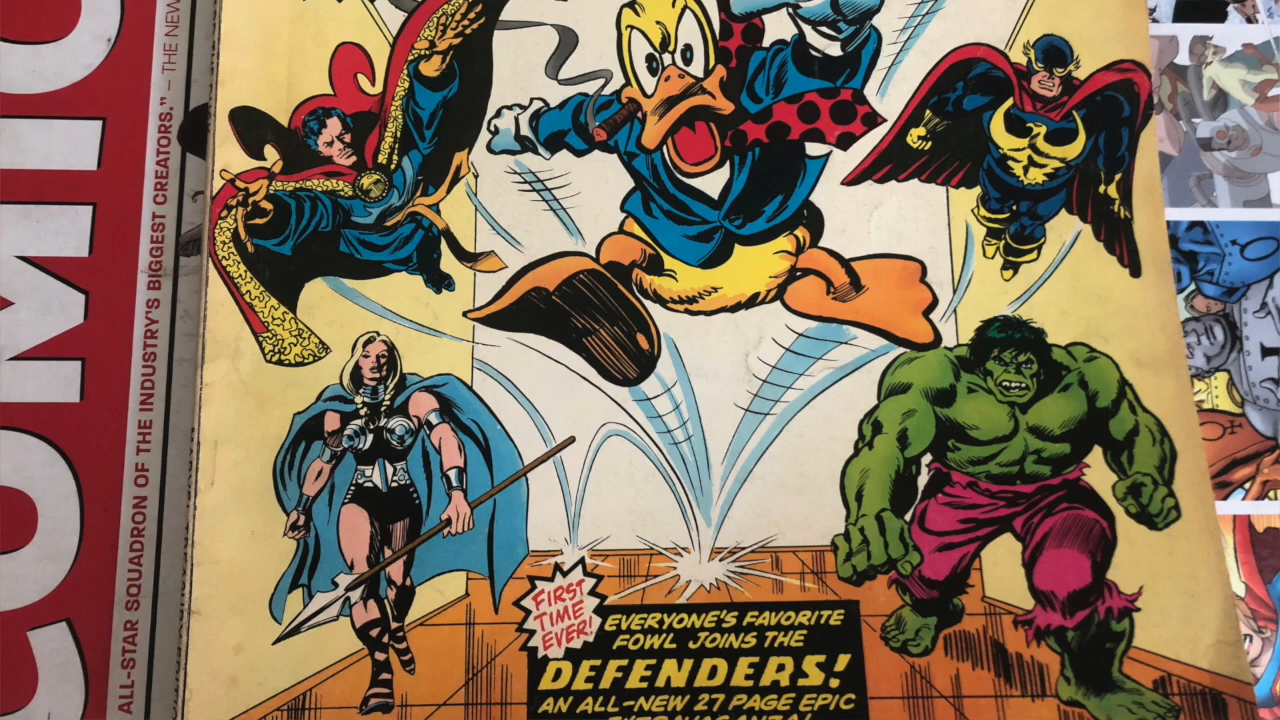 COMIC
ALL-STAR SQUADRON OF THE INDUSTRY'S BIGGEST CREATORS." — THE NEW
FIRST
TIME
EVER!
EVERYONE'S FAVORITE
FOWL JOINS THE
DEFENDERS!
AN ALL-NEW 27 PAGE EPIC
EXTRAVAGANZA!